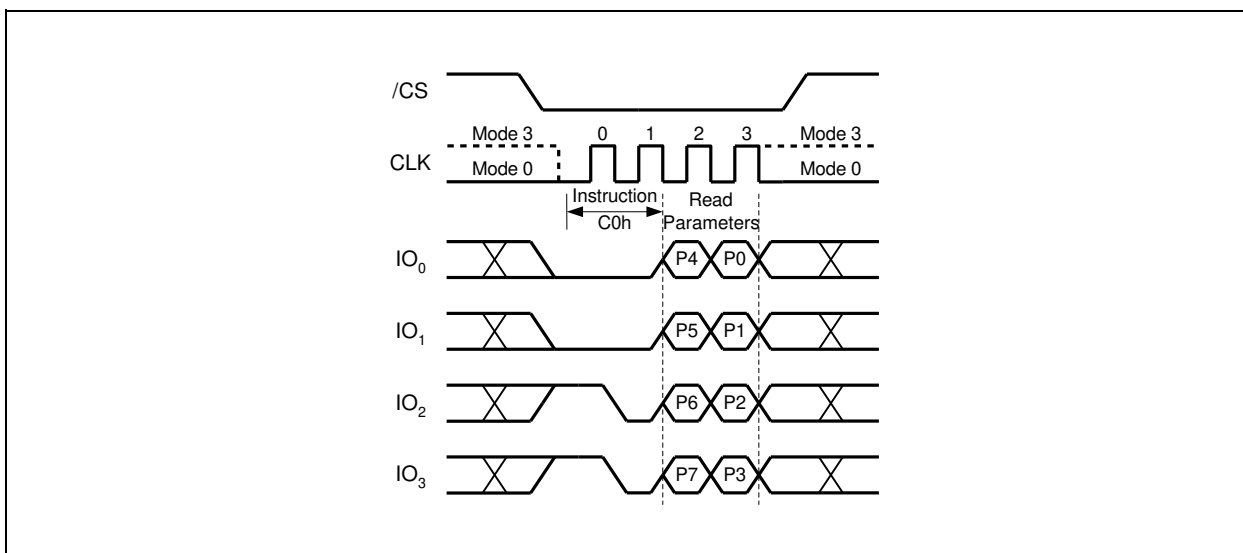 /CS
Mode 3 0 1 2 3 Mode 3
CLK
Mode 0 Mode 0
Instruction Read
C0h Parameters
IO0 P4 P0
IO1 P5 P1
IO2 P6 P2
IO3 P7 P3